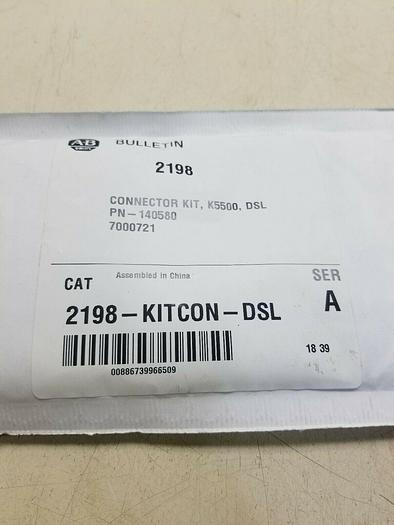 AB BULLETIN
2198
CONNECTOR KIT, K5500, DSL
PN-140580
7000721
Assembled in China
CAT
SER
2198-KITCON-DSL
A
00886739966509
18 39